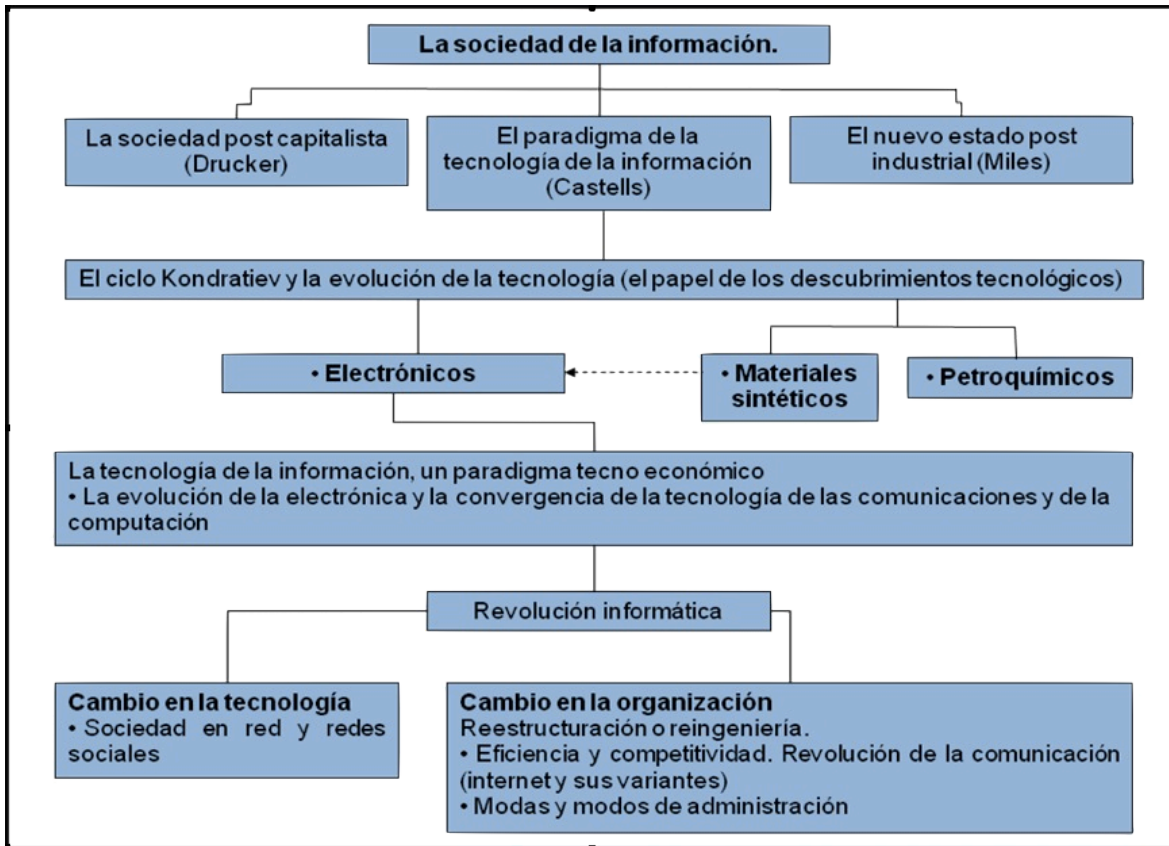 La sociedad de la información.
La sociedad post capitalista
(Drucker)
El paradigma de la
tecnología de la información
(Castells)
El nuevo estado post
industrial (Miles)
El ciclo Kondratiev y la evolución de la tecnología (el papel de los descubrimientos tecnológicos)
• Electrónicos
• Materiales
sintéticos
• Petroquímicos
La tecnología de la información, un paradigma tecno económico
• La evolución de la electrónica y la convergencia de la tecnología de las comunicaciones y de la
computación
Revolución informática
Cambio en la tecnología
• Sociedad en red y redes
sociales
Cambio en la organización
Reestructuración o reingeniería.
• Eficiencia y competitividad. Revolución de la comunicación
(internet y sus variantes)
• Modas y modos de administración